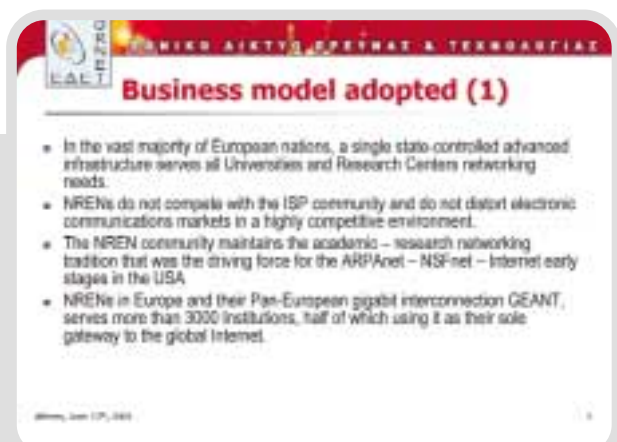 GRNET
ΕΔΕΤ
ΕΘΝΙΚΟ ΔΙΚΤΥΟ ΕΡΕΥΝΑΣ & ΤΕΧΝΟΛΟΓΙΑΣ
Business model adopted (1)
In the vast majority of European nations, a single state-controlled advanced
infrastructure serves all Universities and Research Centers networking
needs.
NRENs do not compete with the ISP community and do not distort electronic
communications markets in a highly competitive environment.
The NREN community maintains the academic – research networking
tradition that was the driving force for the ARPAnet – NSFnet – Internet early
stages in the USA
NRENs in Europe and their Pan-European gigabit interconnection GEANT,
serves more than 3000 Institutions, half of which using it as their sole
gateway to the global Internet.